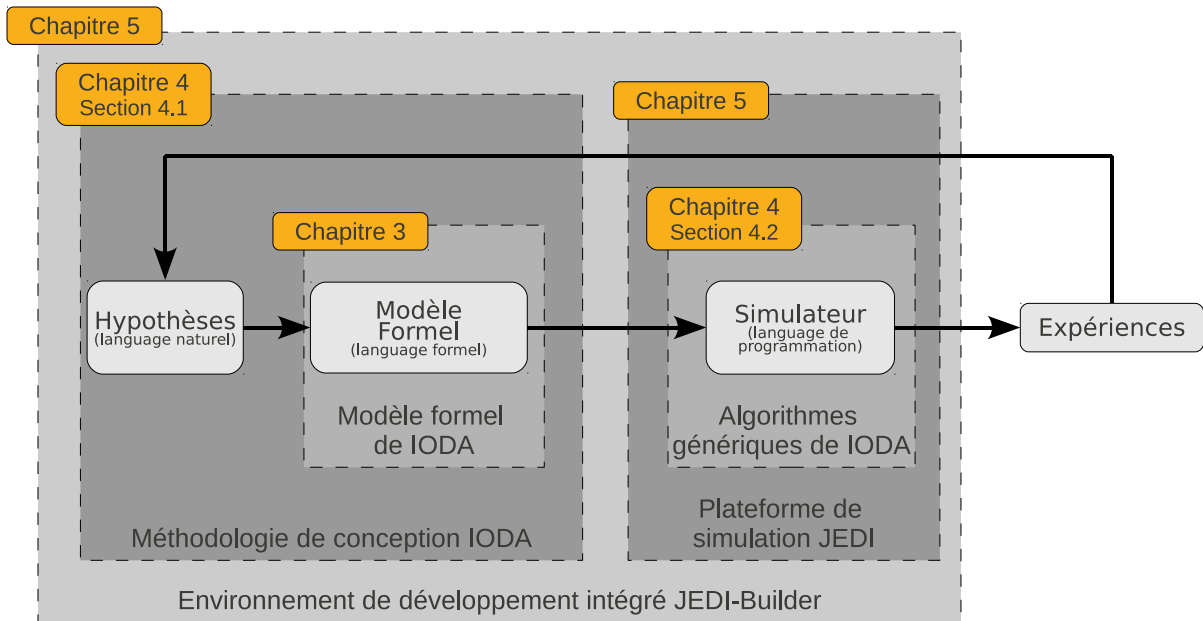 Chapitre 5
Chapitre 4
Section 4.1
Chapitre 5
Chapitre 3
Chapitre 4
Section 4.2
Hypothèses
(language naturel)
Modèle
Formel
(language formel)
Simulateur
(language de
programmation)
Expériences
Modèle formel
de IODA
Algorithmes
génériques de IODA
Méthodologie de conception IODA
Plateforme de
simulation JEDI
Environnement de développement intégré JEDI-Builder